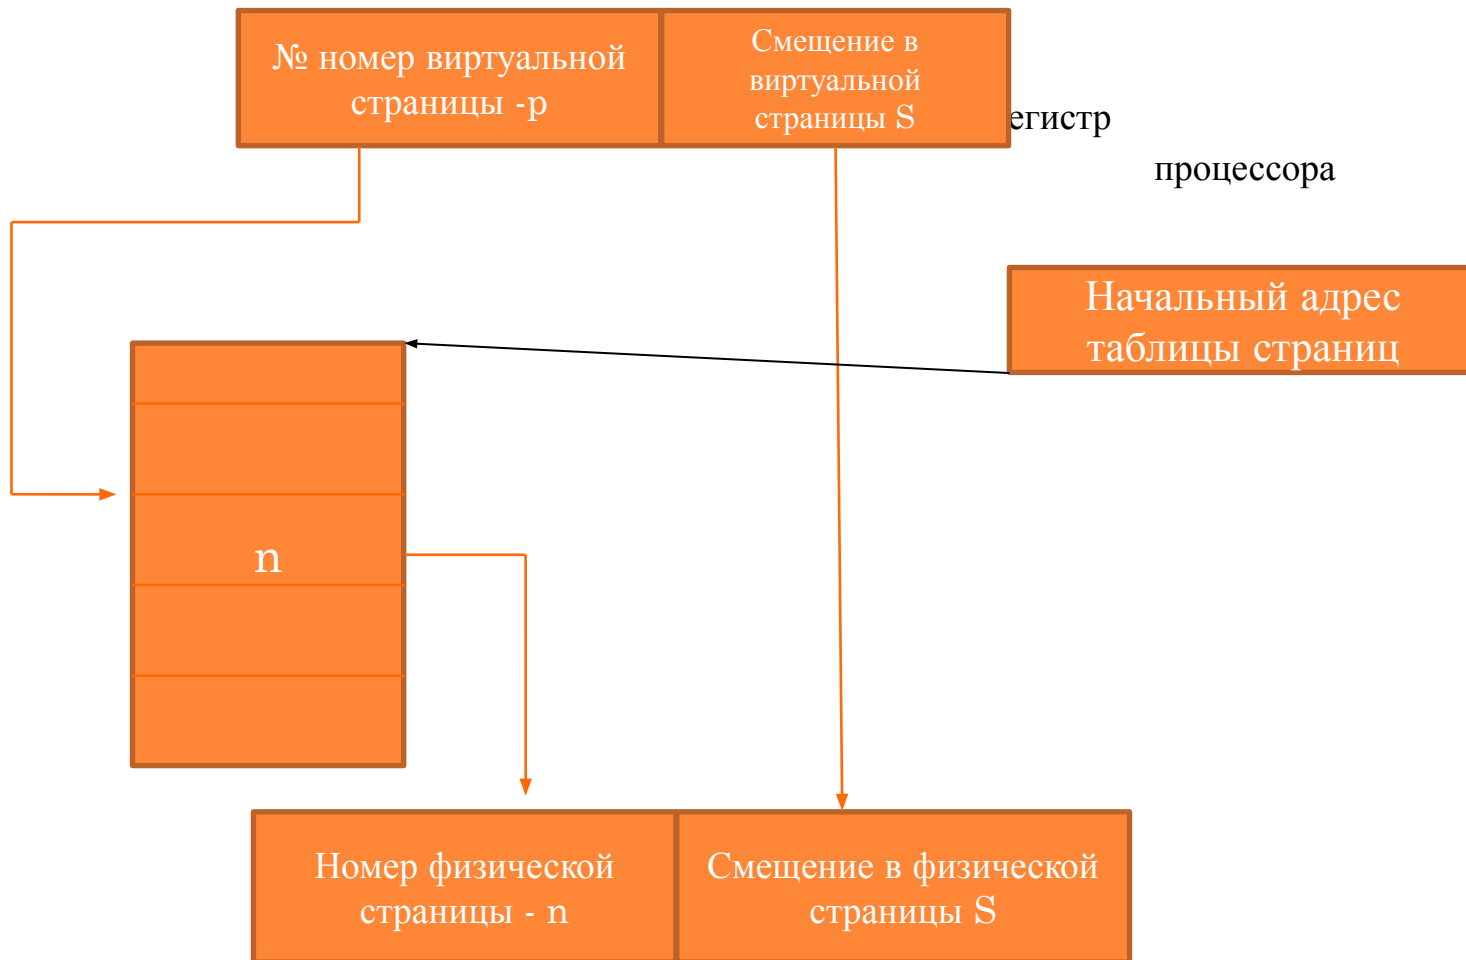 № номер виртуальной
страницы -p
Смещение в
виртуальной
страницы S
егистр
процессора
Начальный адрес
таблицы страниц
n
Номер физической
страницы - n
Смещение в физической
страницы S